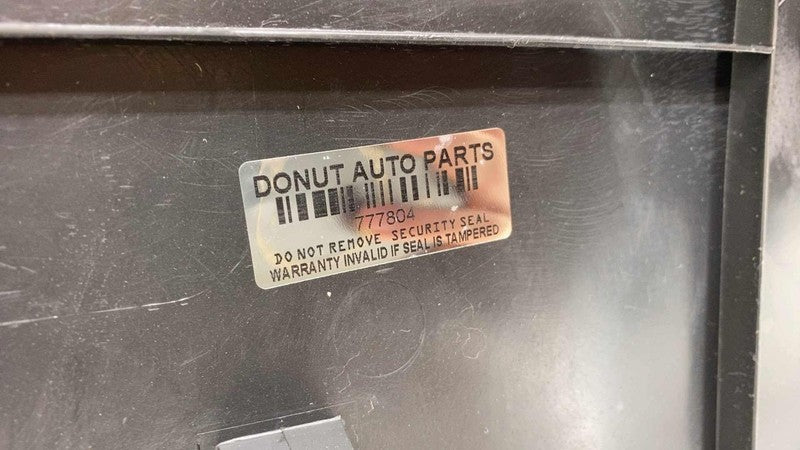 DONUT AUTO PARTS
777804
DO NOT REMOVE SECURITY SEAL
WARRANTY INVALID IF SEAL IS TAMPERED